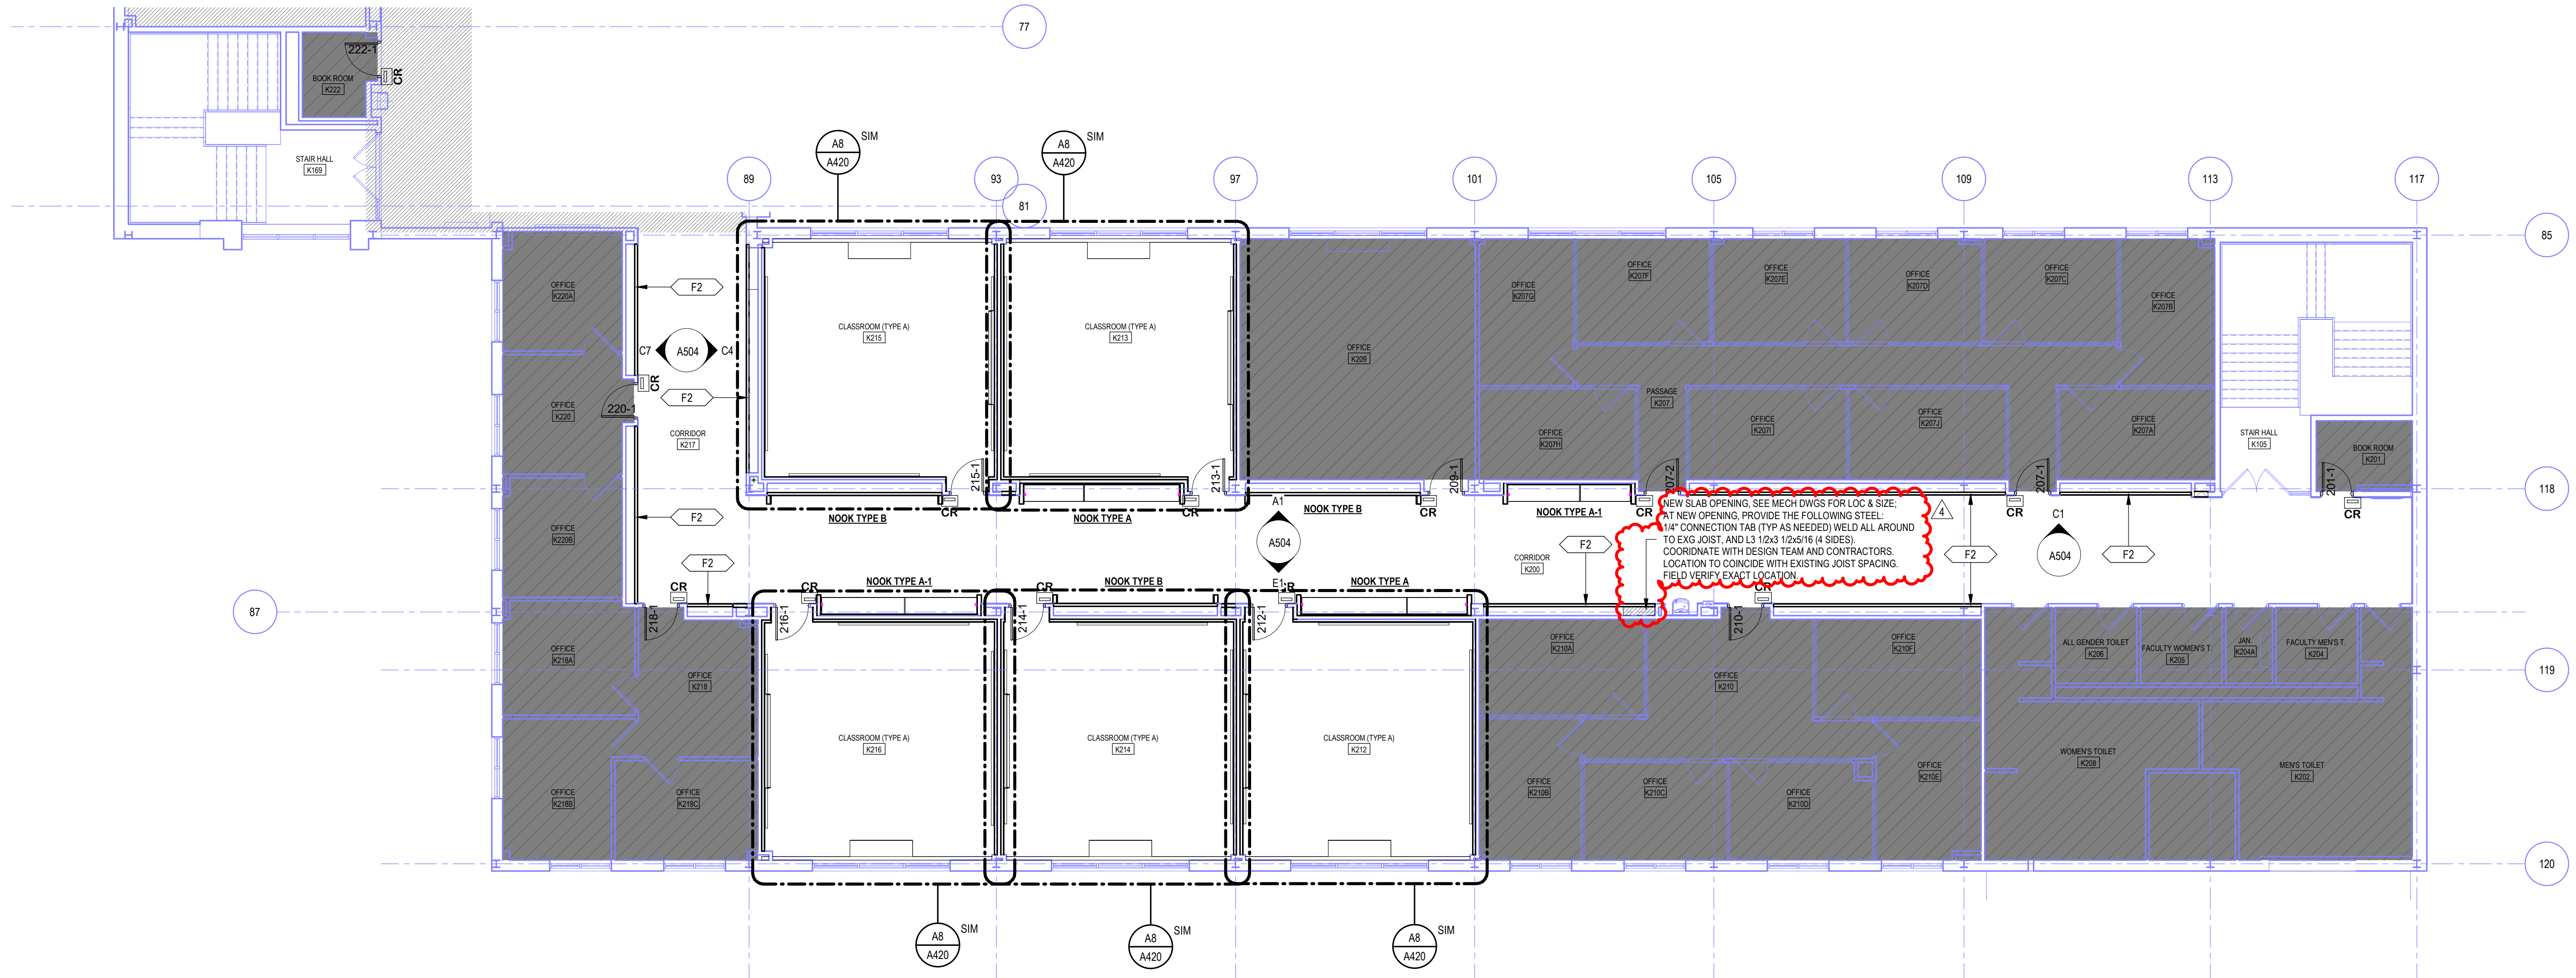 77
222-1
CR
BOOK ROOM
K222
STAIR HALL
K169
A8
A420
SIM
A8
A420
SIM
89
93
81
97
101
105
109
113
117
85
OFFICE
K220A
F2
C7
A504
C4
CR
F2
OFFICE
K220
220-1
CORRIDOR
K217
OFFICE
K220B
F2
CLASSROOM (TYPE A)
K215
215-1
CR
NOOK TYPE B
CLASSROOM (TYPE A)
K213
213-1
CR
NOOK TYPE A
OFFICE
K209
209-1
CR
A1
A504
E1
NOOK TYPE B
OFFICE
K207G
OFFICE
K207F
OFFICE
K207E
OFFICE
K207D
OFFICE
K207C
OFFICE
K207B
OFFICE
K207H
PASSAGE
K207
OFFICE
K207I
OFFICE
K207J
OFFICE
K207A
207-2
CR
NOOK TYPE A-1
207-1
CR
STAIR HALL
K105
BOOK ROOM
K201
201-1
CR
118
NEW SLAB OPENING, SEE MECH DWGS FOR LOC & SIZE;
AT NEW OPENING, PROVIDE THE FOLLOWING STEEL:
1/4" CONNECTION TAB (TYP AS NEEDED) WELD ALL AROUND
TO EXG JOIST, AND L3 1/2x3 1/2x5/16 (4 SIDES).
COORIDNATE WITH DESIGN TEAM AND CONTRACTORS.
LOCATION TO COINCIDE WITH EXISTING JOIST SPACING.
FIELD VERIFY EXACT LOCATION.
4
F2
CORRIDOR
K200
F2
C1
A504
F2
F2
CR
218-1
CR
216-1
NOOK TYPE A-1
CR
214-1
NOOK TYPE B
CR
212-1
NOOK TYPE A
CR
210-1
87
OFFICE
K218A
OFFICE
K218
OFFICE
K218B
OFFICE
K218C
CLASSROOM (TYPE A)
K216
CLASSROOM (TYPE A)
K214
CLASSROOM (TYPE A)
K212
OFFICE
K210A
OFFICE
K210
OFFICE
K210F
OFFICE
K210B
OFFICE
K210C
OFFICE
K210D
OFFICE
K210E
ALL GENDER TOILET
K206
FACULTY WOMEN'S T.
K205
JAN.
K204A
FACULTY MEN'S T.
K204
WOMEN'S TOILET
K208
MEN'S TOILET
K202
119
120
A8
A420
SIM
A8
A420
SIM
A8
A420
SIM